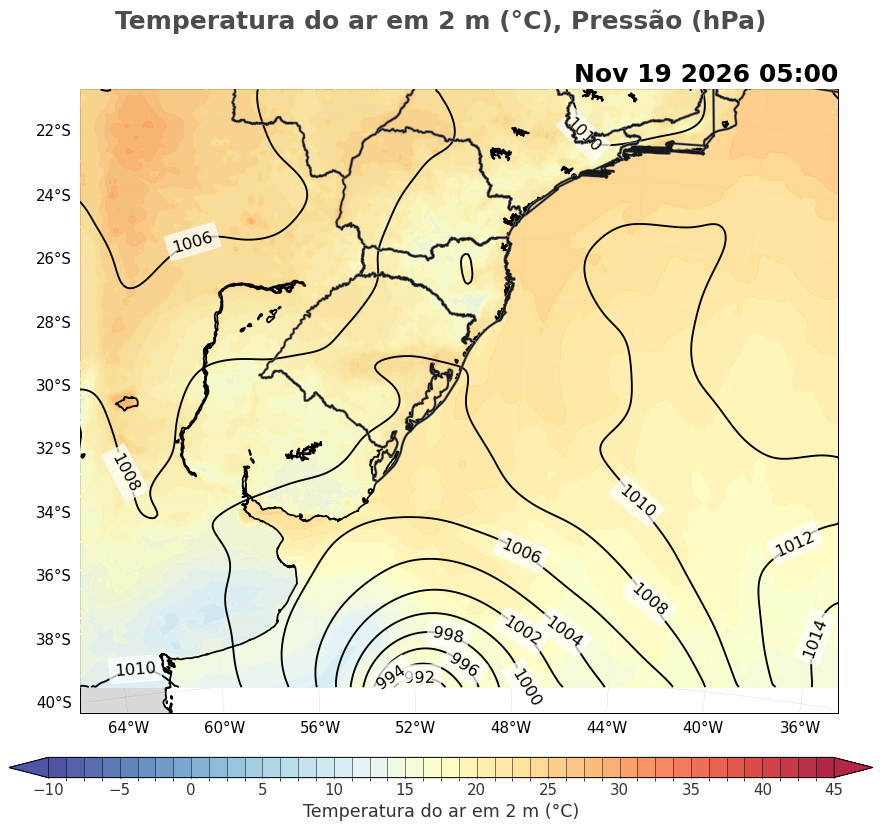 Temperatura do ar em 2 m (°C), Pressão (hPa)
Nov 19 2026 05:00
22°S
24°S
26°S
28°S
30°S
32°S
34°S
36°S
38°S
40°S
1010
1006
1008
1010
1006
1012
1008
1014
1002
1004
998
996
1010
994
992
1000
64°W
60°W
56°W
52°W
48°W
44°W
40°W
36°W
−10
−5
0
5
10
15
20
25
30
35
40
45
Temperatura do ar em 2 m (°C)